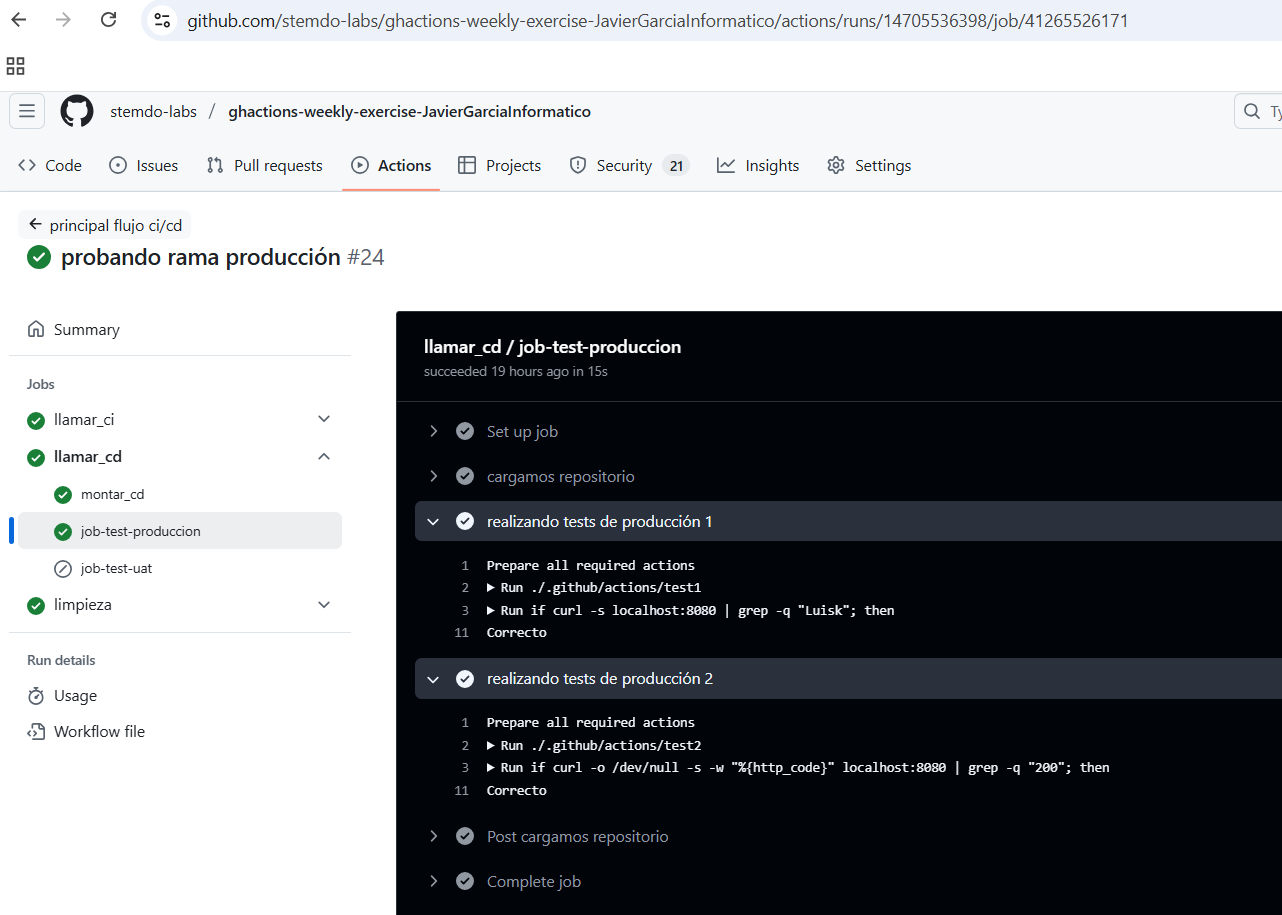 github.com/stemdo-labs/ghactions-weekly-exercise-JavierGarciaInformatico/actions/runs/14705536398/job/41265526171
stemdo-labs / ghactions-weekly-exercise-JavierGarciaInformatico
Code Issues Pull requests Actions Projects Security 21 Insights Settings
principal flujo ci/cd
probando rama producción #24
Summary
Jobs
llamar_ci
llamar_cd
montar_cd
job-test-produccion
job-test-uat
limpieza
Run details
Usage
Workflow file
llamar_cd / job-test-produccion
succeeded 19 hours ago in 15s
Set up job
cargamos repositorio
realizando tests de producción 1
1 Prepare all required actions
2 ▶ Run ./.github/actions/test1
3 ▶ Run if curl -s localhost:8080 | grep -q "Luisk"; then
11 Correcto
realizando tests de producción 2
1 Prepare all required actions
2 ▶ Run ./.github/actions/test2
3 ▶ Run if curl -o /dev/null -s -w "%{http_code}" localhost:8080 | grep -q "200"; then
11 Correcto
Post cargamos repositorio
Complete job